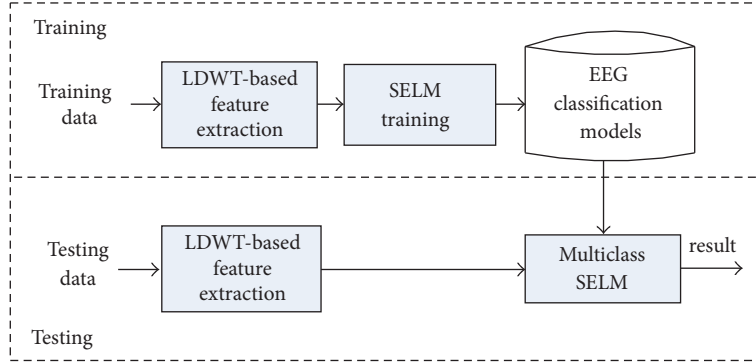 Training
Training
data
LDWT-based
feature
extraction
SELM
training
EEG
classification
models
Testing
data
LDWT-based
feature
extraction
Multiclass
SELM
result
Testing